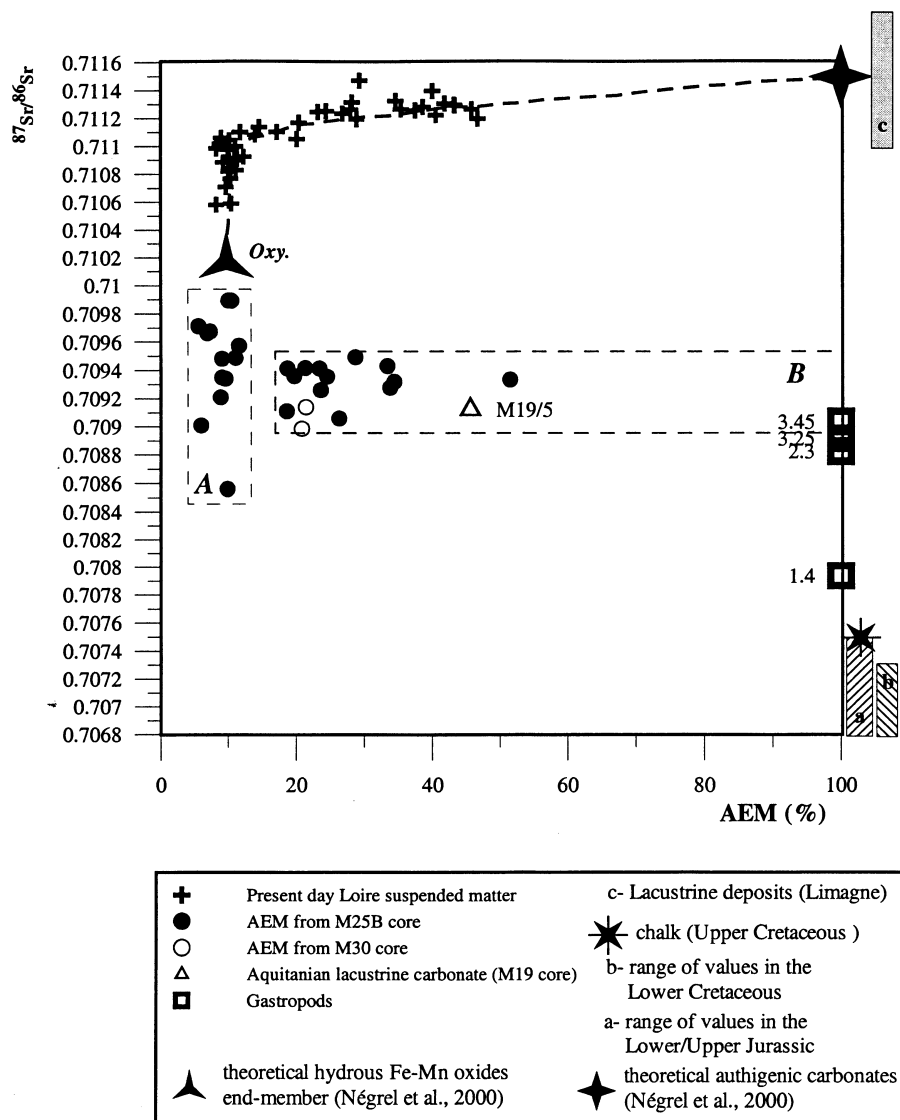 87Sr/86Sr
0.7116
0.7114
0.7112
0.711
0.7108
0.7106
0.7104
0.7102
0.71
0.7098
0.7096
0.7094
0.7092
0.709
0.7088
0.7086
0.7084
0.7082
0.708
0.7078
0.7076
0.7074
0.7072
0.707
0.7068
c
Oxy.
B
M19/5
3.45
3.25
2.3
A
1.4
b
a
0 20 40 60 80 100
AEM (%)
Present day Loire suspended matter
AEM from M25B core
AEM from M30 core
Aquitanian lacustrine carbonate (M19 core)
Gastropods
theoretical hydrous Fe-Mn oxides
end-member (Négrel et al., 2000)
c- Lacustrine deposits (Limagne)
chalk (Upper Cretaceous )
b- range of values in the
Lower Cretaceous
a- range of values in the
Lower/Upper Jurassic
theoretical authigenic carbonates
(Négrel et al., 2000)